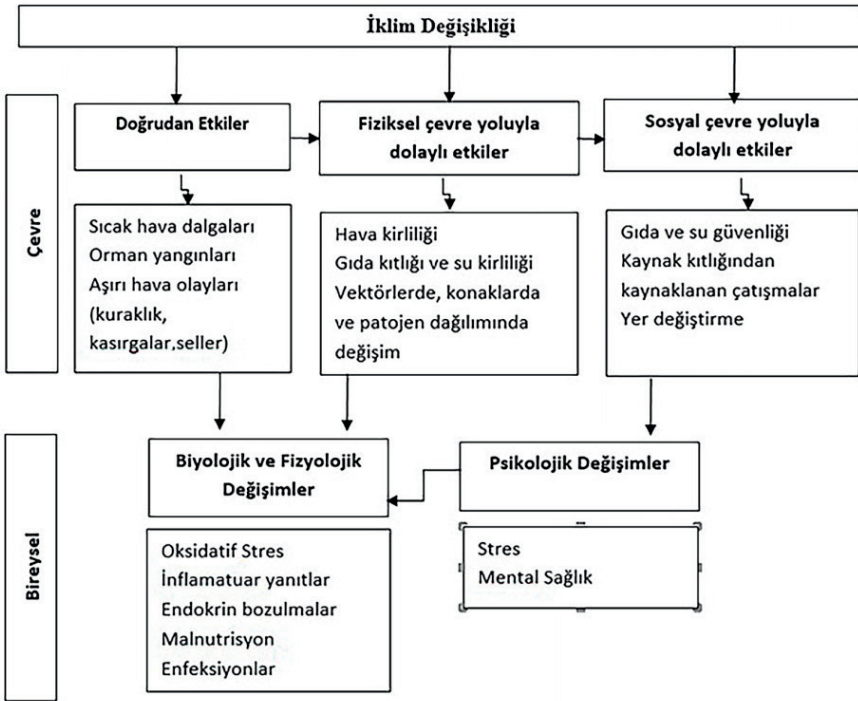 İklim Değişikliği
Çevre
Doğrudan Etkiler
Fiziksel çevre yoluyla
dolaylı etkiler
Sosyal çevre yoluyla
dolaylı etkiler
Sıcak hava dalgaları
Orman yangınları
Aşırı hava olayları
(kuraklık,
kasırgalar,seller)
Hava kirliliği
Gıda kıtlığı ve su kirliliği
Vektörlerde, konaklarda
ve patojen dağılımında
değişim
Gıda ve su güvenliği
Kaynak kıtlığından
kaynaklanan çatışmalar
Yer değiştirme
Bireysel
Biyolojik ve Fizyolojik
Değişimler
Psikolojik Değişimler
Oksidatif Stres
İnflamatuar yanıtlar
Endokrin bozulmalar
Malnutrisyon
Enfeksiyonlar
Stres
Mental Sağlık